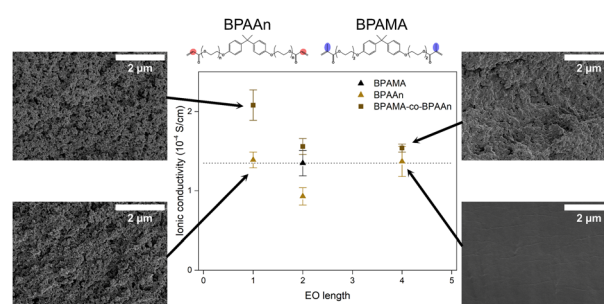 BPAAn
BPAMA
2 µm
2 µm
Ionic conductivity (10⁻⁴ S/cm)
2
1
0
BPAMA
BPAAn
BPAMA-co-BPAAn
2 µm
2 µm
0
1
2
3
4
5
EO length